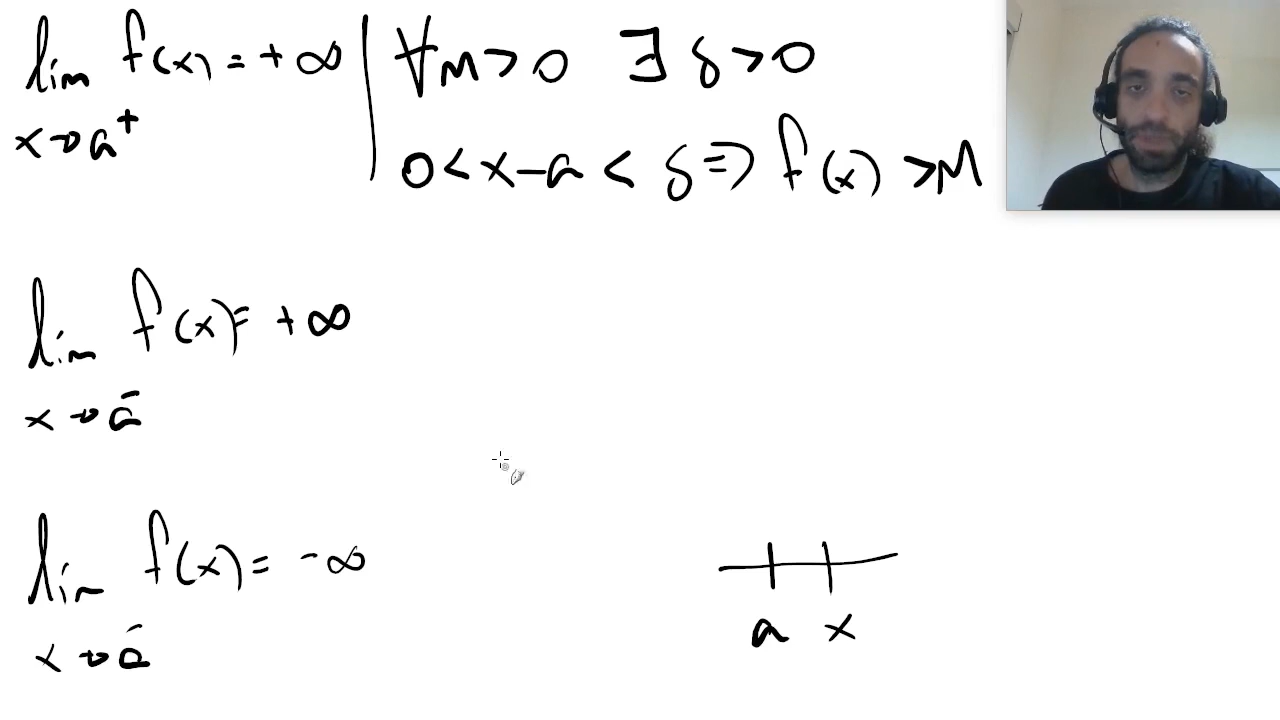 lim f(x) = +∞ | ∀M>0 ∃ δ>0
x→a⁺ 0<x-a<δ ⇒ f(x) >M
lim f(x) = +∞
x→a⁻
lim f(x) = -∞
x→a⁻
a x